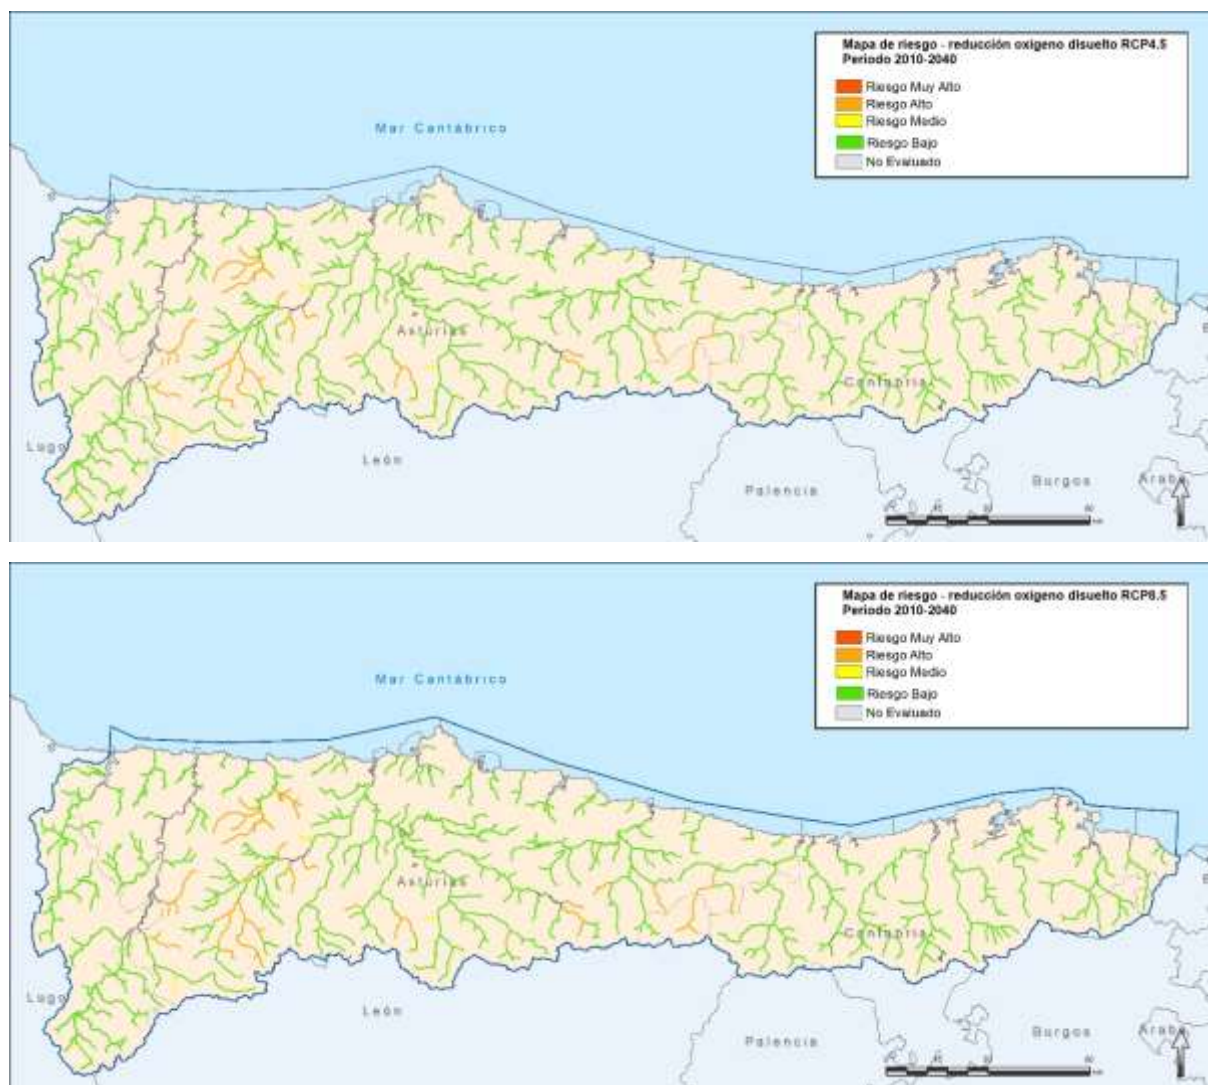 Mapa de riesgo - reducción oxigeno disuelto RCP4.5
Periodo 2010-2040
Riesgo Muy Alto
Riesgo Alto
Riesgo Medio
Riesgo Bajo
No Evaluado
Mar Cantábrico
Asturias
Cantabria
Lugo
León
Palencia
Burgos
Araba
Mapa de riesgo - reducción oxigeno disuelto RCP8.5
Periodo 2010-2040
Riesgo Muy Alto
Riesgo Alto
Riesgo Medio
Riesgo Bajo
No Evaluado
Mar Cantábrico
Asturias
Cantabria
Lugo
León
Palencia
Burgos
Araba